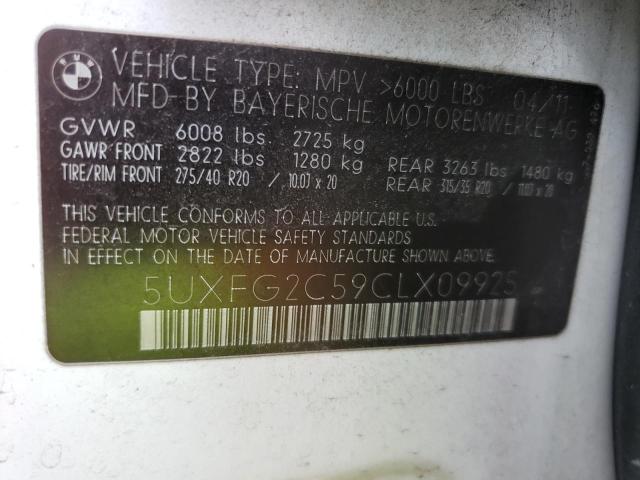 BMW
VEHICLE TYPE: MPV >6000 LBS 04/11
MFD BY BAYERISCHE MOTORENWERKE AG
GVWR 6008 lbs 2725 kg
GAWR FRONT 2822 lbs 1280 kg REAR 3263 lbs 1480 kg
TIRE/RIM FRONT 275/40 R20 / 10.0J x 20 REAR 315/35 R20 / 11.0J x 20
THIS VEHICLE CONFORMS TO ALL APPLICABLE U.S.
FEDERAL MOTOR VEHICLE SAFETY STANDARDS
IN EFFECT ON THE DATE OF MANUFACTURE SHOWN ABOVE.
5UXFG2C59CLX09925